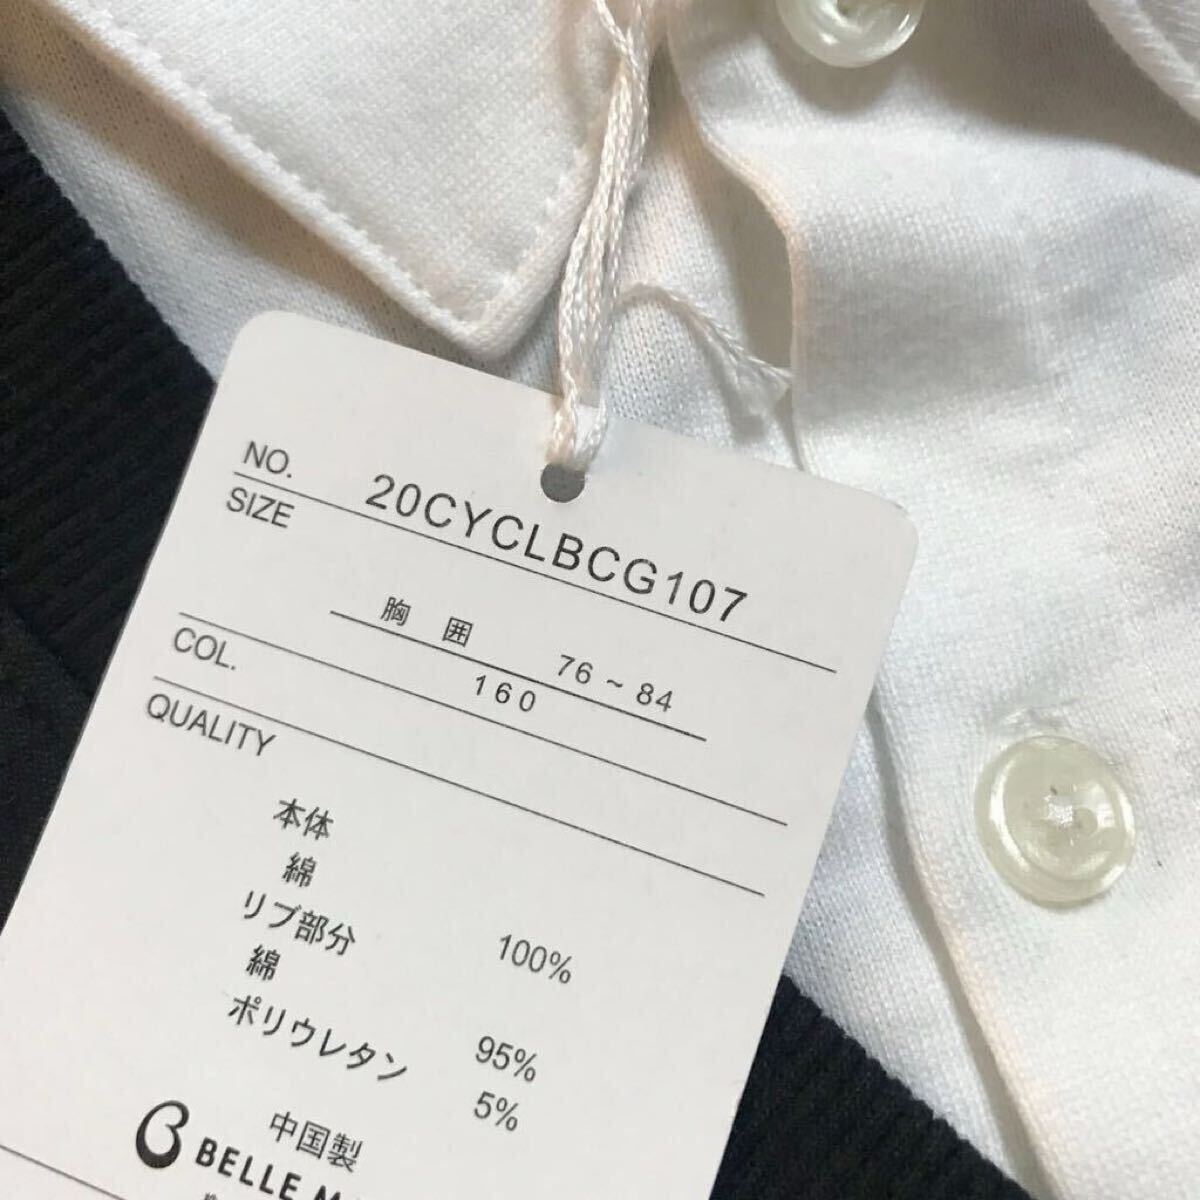 NO. 20CYCLBCG107
SIZE
胸 囲 76 ~ 84
160
COL.
QUALITY
本体
綿 100%
リブ部分
綿 95%
ポリウレタン 5%
中国製
BELLE